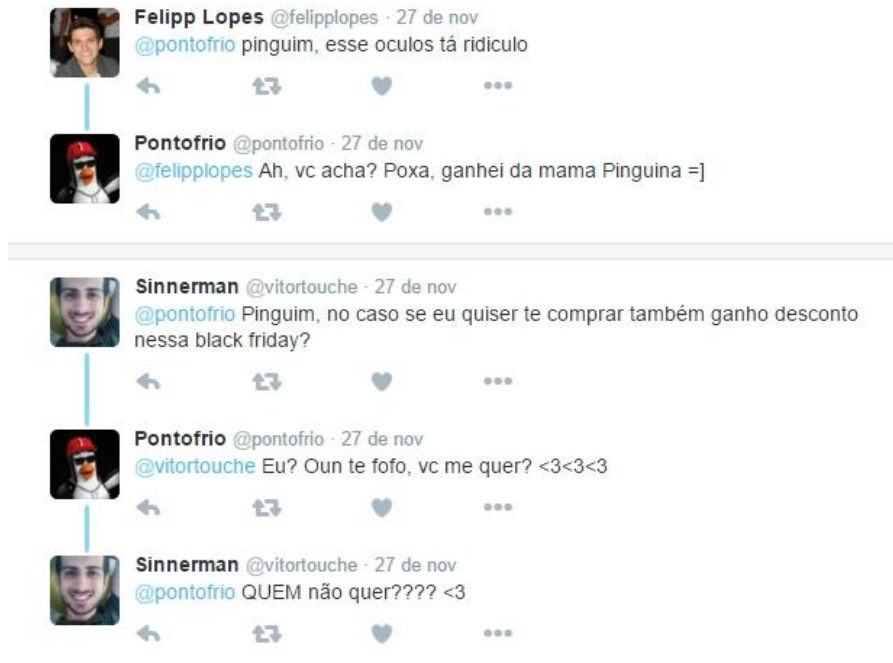 Felipp Lopes @felipplopes · 27 de nov
@pontofrio pinguim, esse oculos tá ridiculo
Pontofrio @pontofrio · 27 de nov
@felipplopes Ah, vc acha? Poxa, ganhei da mama Pinguina =]
Sinnerman @vitortouche · 27 de nov
@pontofrio Pinguim, no caso se eu quiser te comprar também ganho desconto
nessa black friday?
Pontofrio @pontofrio · 27 de nov
@vitortouche Eu? Oun te fofo, vc me quer? <3<3<3
Sinnerman @vitortouche · 27 de nov
@pontofrio QUEM não quer???? <3